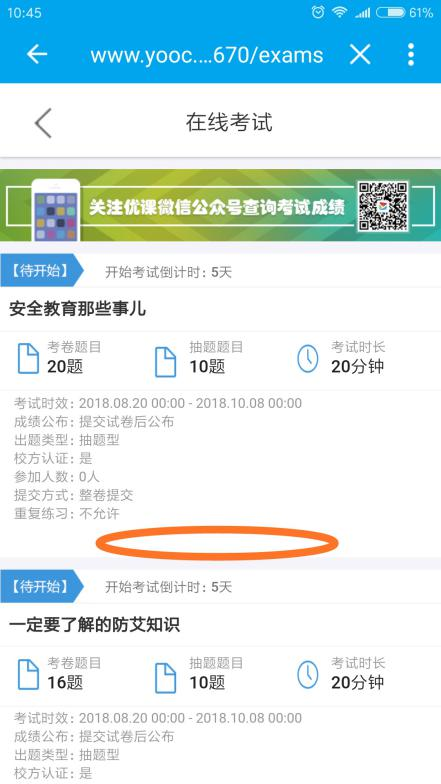 10:45
61%
www.yooc....670/exams
在线考试
关注优课微信公众号查询考试成绩
【待开始】 开始考试倒计时: 5天
安全教育那些事儿
考卷题目 抽题题目 考试时长
20题 10题 20分钟
考试时效: 2018.08.20 00:00 - 2018.10.08 00:00
成绩公布: 提交试卷后公布
出题类型: 抽题型
校方认证: 是
参加人数: 0人
提交方式: 整卷提交
重复练习: 不允许
【待开始】 开始考试倒计时: 5天
一定要了解的防艾知识
考卷题目 抽题题目 考试时长
16题 10题 20分钟
考试时效: 2018.08.20 00:00 - 2018.10.08 00:00
成绩公布: 提交试卷后公布
出题类型: 抽题型
校方认证: 是